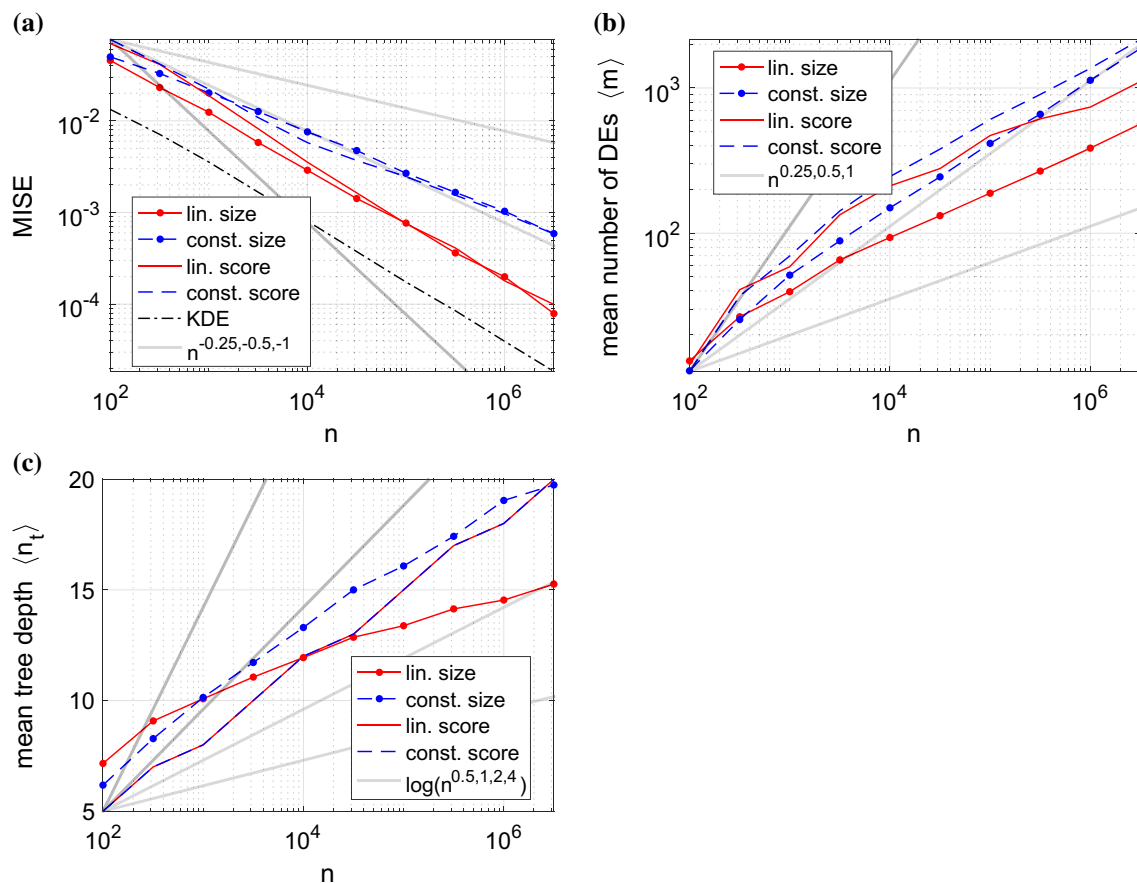 (a)
MISE
10^-2
10^-3
10^-4
lin. size
const. size
lin. score
const. score
KDE
n^-0.25,-0.5,-1
10^2 10^4 10^6
n
(b)
mean number of DEs ⟨m⟩
10^3
10^2
lin. size
const. size
lin. score
const. score
n^0.25,0.5,1
10^2 10^4 10^6
n
(c)
mean tree depth ⟨n_t⟩
20
15
10
5
lin. size
const. size
lin. score
const. score
log(n^0.5,1,2,4)
10^2 10^4 10^6
n